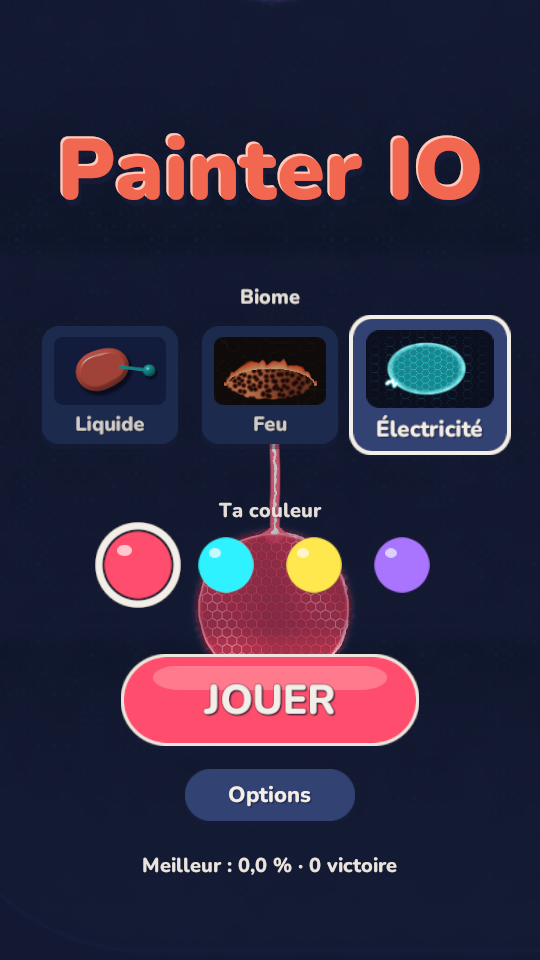 Painter IO
Biome
Liquide
Feu
Électricité
Ta couleur
JOUER
Options
Meilleur : 0,0 % · 0 victoire